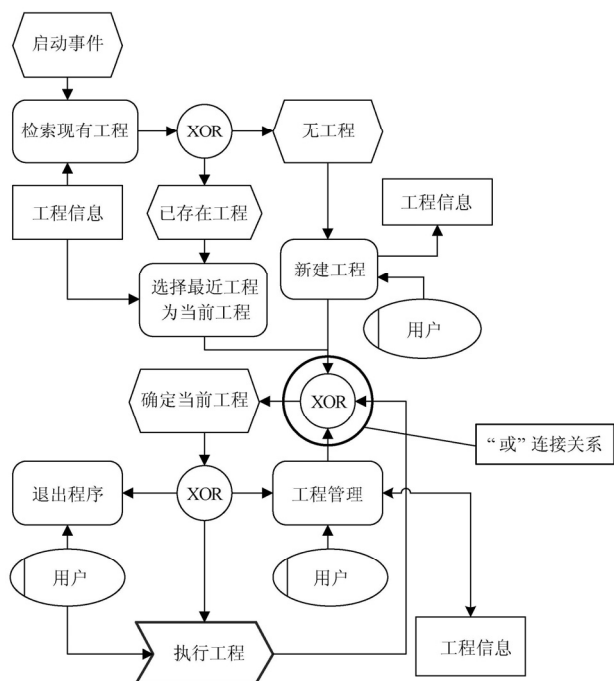 启动事件
检索现有工程
XOR
无工程
工程信息
已存在工程
工程信息
选择最近工程
为当前工程
新建工程
用户
确定当前工程
XOR
“或”连接关系
退出程序
XOR
工程管理
用户
用户
执行工程
工程信息